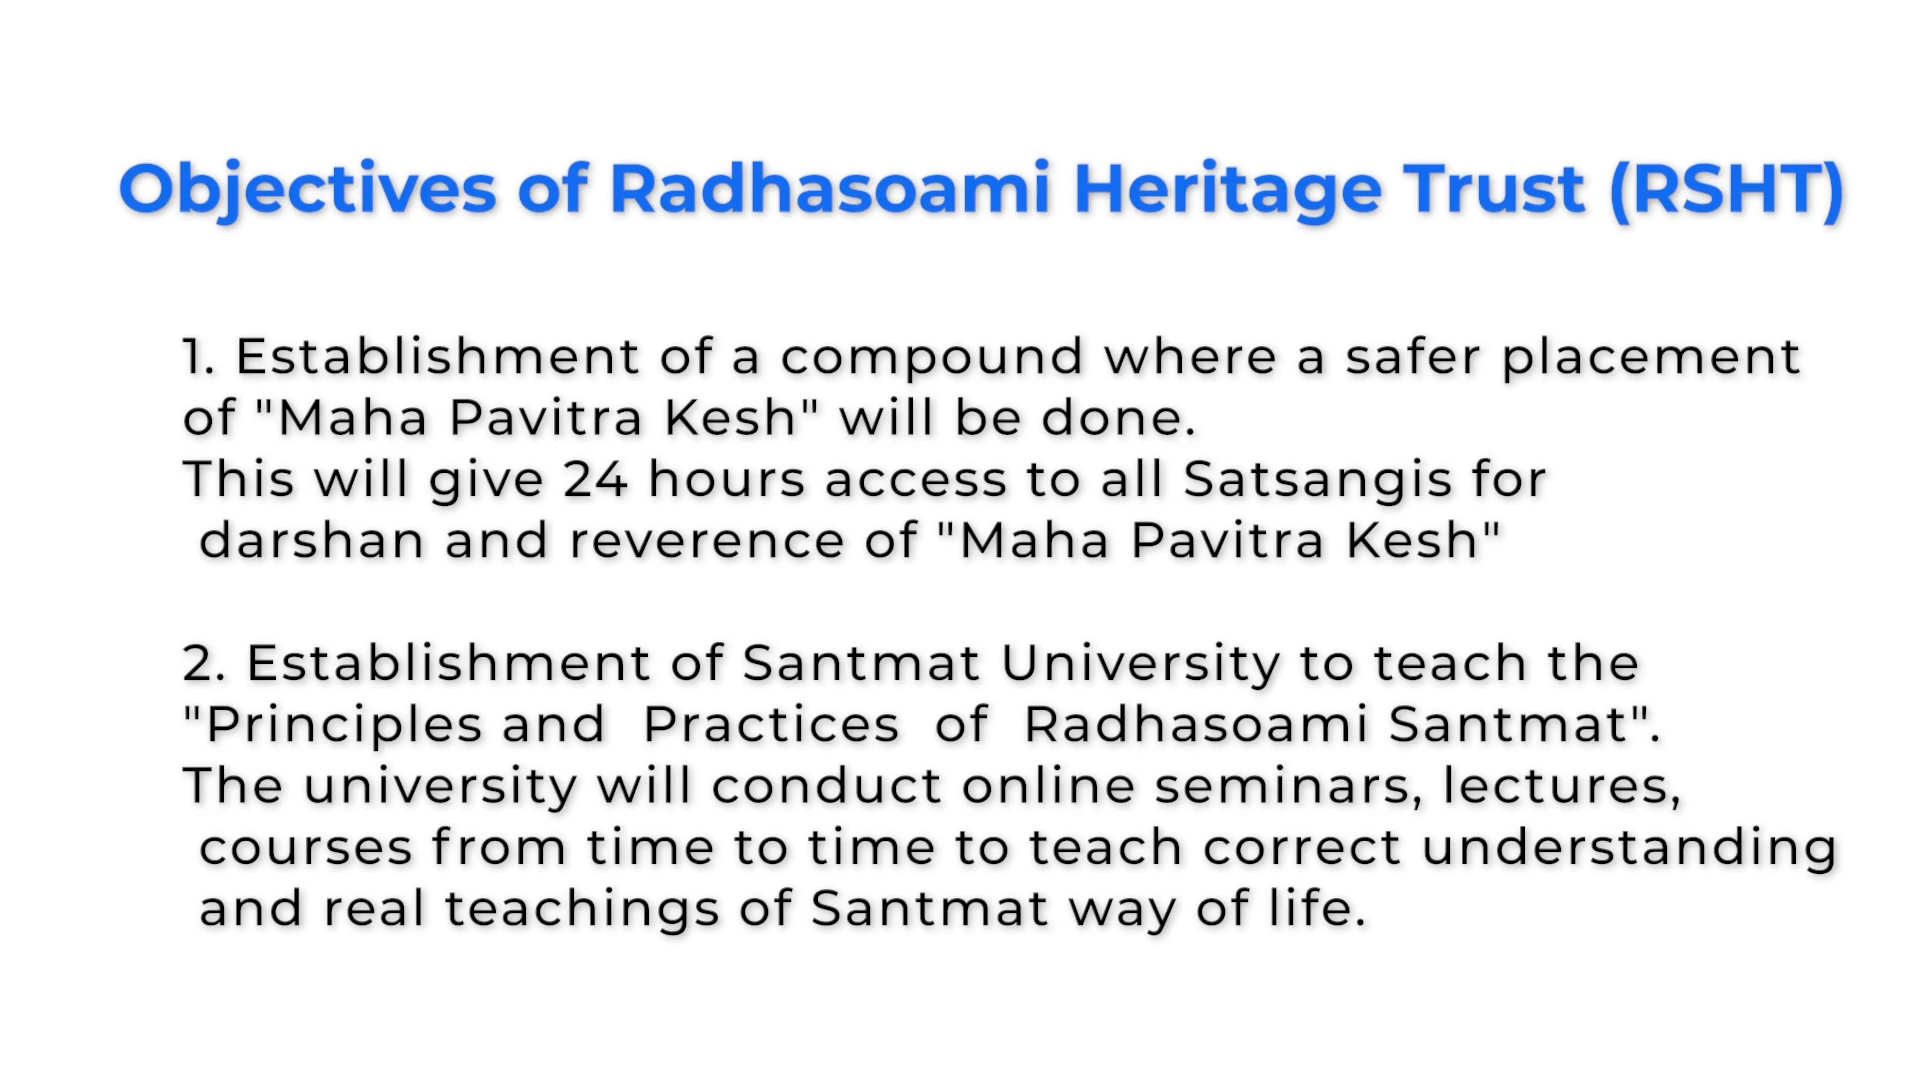 Objectives of Radhasoami Heritage Trust (RSHT)
1. Establishment of a compound where a safer placement
of "Maha Pavitra Kesh" will be done.
This will give 24 hours access to all Satsangis for
darshan and reverence of "Maha Pavitra Kesh"
2. Establishment of Santmat University to teach the
"Principles and Practices of Radhasoami Santmat".
The university will conduct online seminars, lectures,
courses from time to time to teach correct understanding
and real teachings of Santmat way of life.